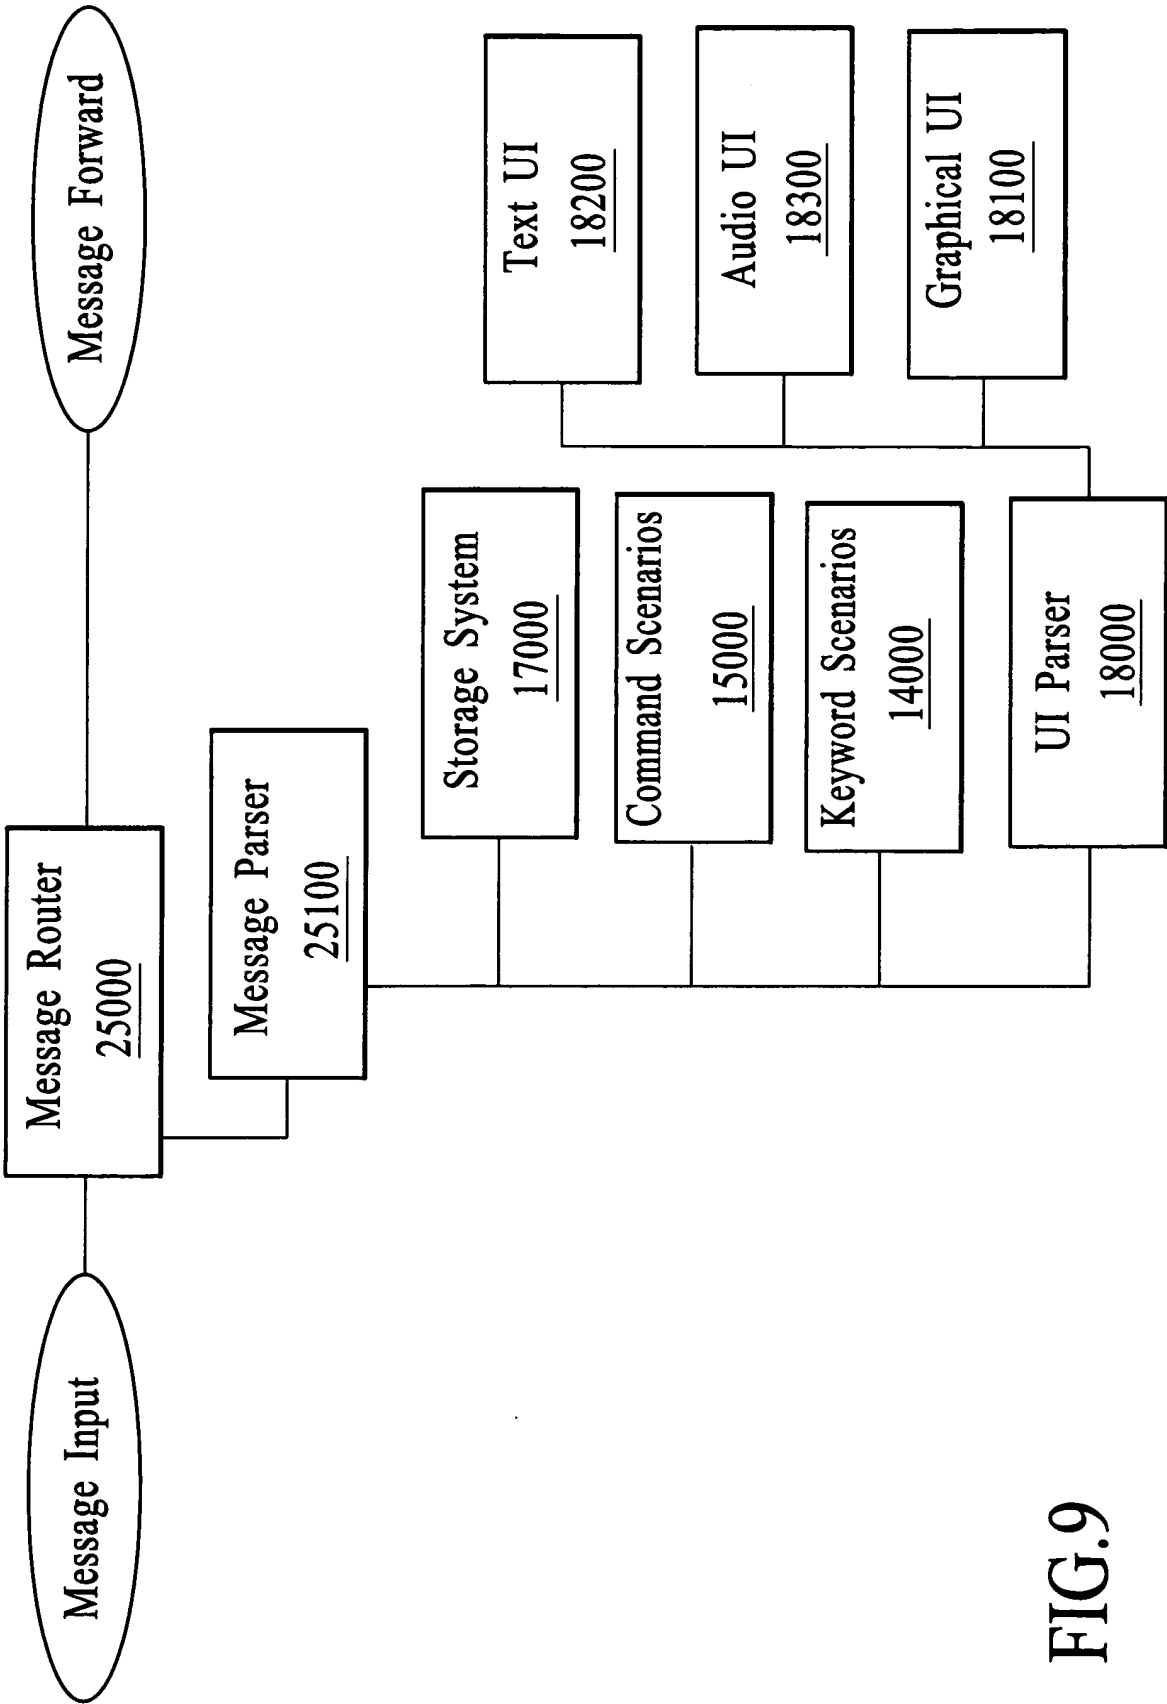 Message Input
Message Router
25000
Message Forward
Message Parser
25100
Storage System
17000
Command Scenarios
15000
Keyword Scenarios
14000
UI Parser
18000
Text UI
18200
Audio UI
18300
Graphical UI
18100
FIG.9